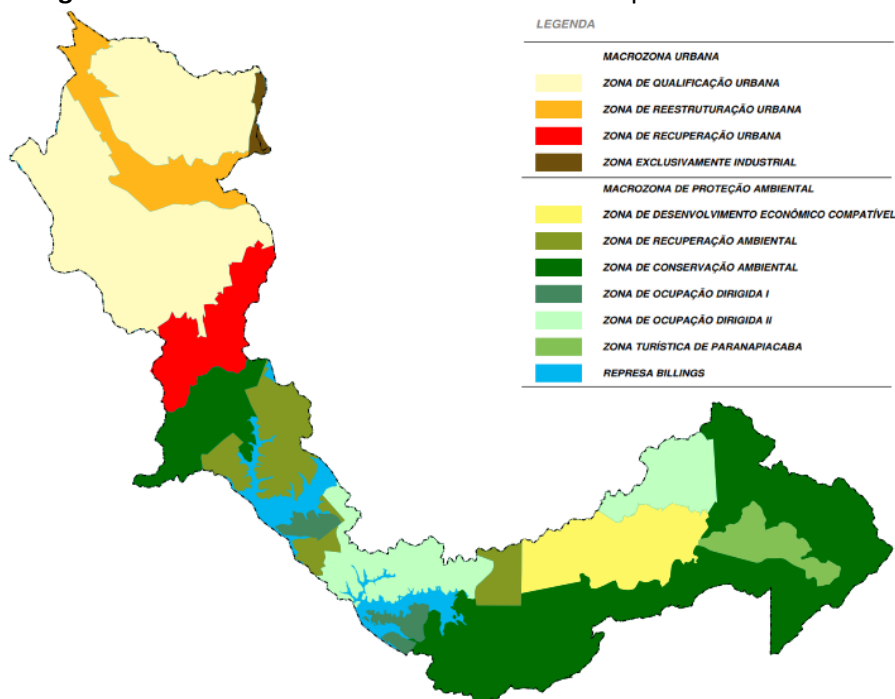 LEGENDA
MACROZONA URBANA
ZONA DE QUALIFICAÇÃO URBANA
ZONA DE REESTRUTURAÇÃO URBANA
ZONA DE RECUPERAÇÃO URBANA
ZONA EXCLUSIVAMENTE INDUSTRIAL
MACROZONA DE PROTEÇÃO AMBIENTAL
ZONA DE DESENVOLVIMENTO ECONÔMICO COMPATÍVEL
ZONA DE RECUPERAÇÃO AMBIENTAL
ZONA DE CONSERVAÇÃO AMBIENTAL
ZONA DE OCUPAÇÃO DIRIGIDA I
ZONA DE OCUPAÇÃO DIRIGIDA II
ZONA TURÍSTICA DE PARANAPIACABA
REPRESA BILLINGS